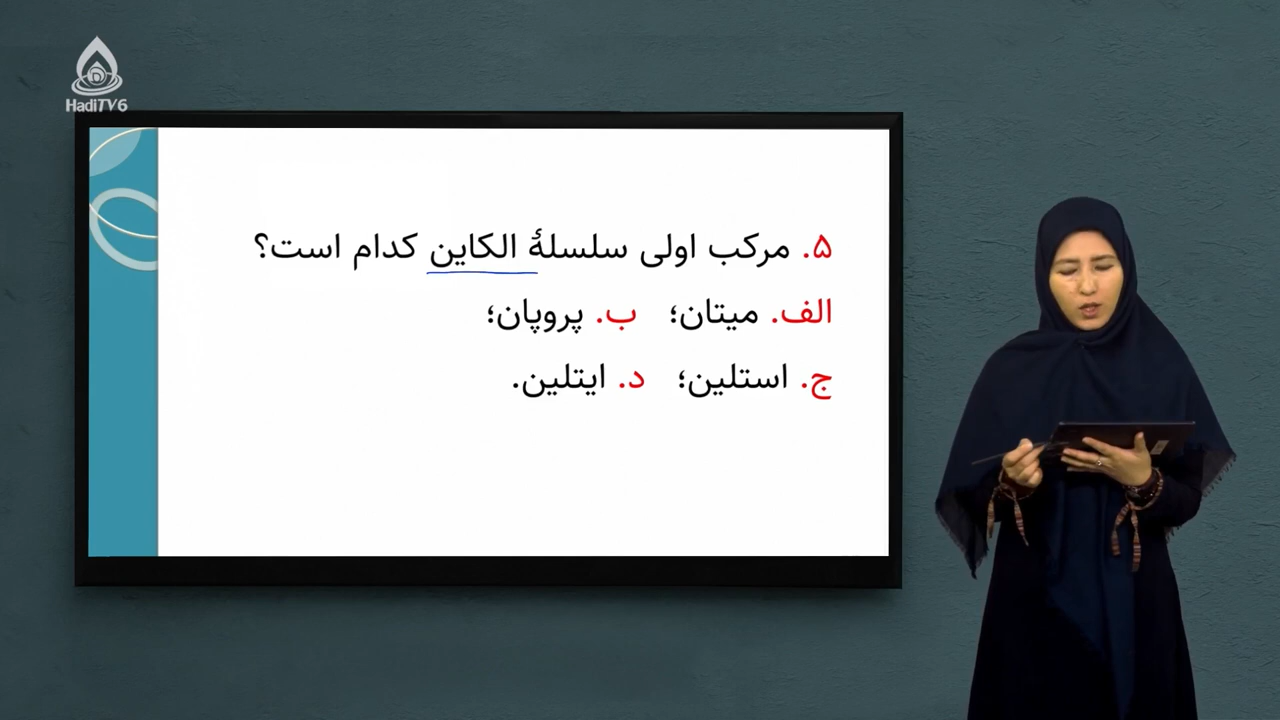 HadiTV6
۵. مرکب اولی سلسلهٔ الکاین کدام است؟
الف. میتان؛ ب. پروپان؛
ج. استلین؛ د. ایتلین.